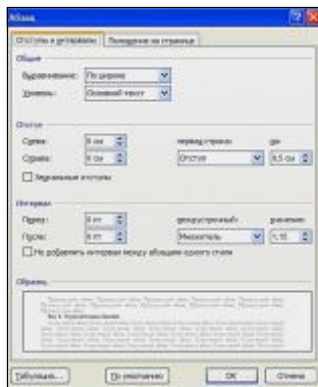 Абзац
Отступы и интервалы Положение на странице
Общие
Выравнивание: По ширине
Уровень: Основной текст
Отступ
Слева: 0 см первая строка: на:
Справа: 0 см Отступ 0,5 см
Зеркальные отступы
Интервал
Перед: 0 пт междустрочный: значение:
После: 0 пт Множитель 1,15
Не добавлять интервал между абзацами одного стиля
Образец
Табуляция... По умолчанию ОК Отмена